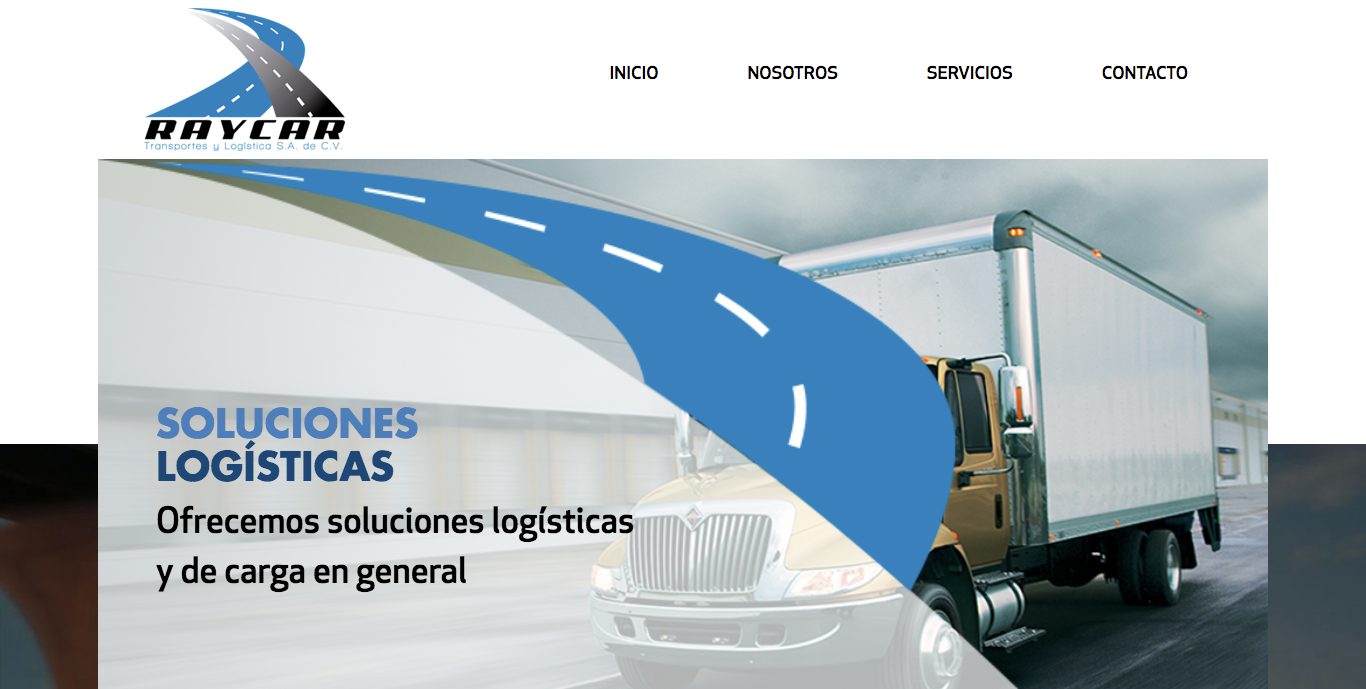 RAYCAR
Transportes y Logística S.A. de C.V.
INICIO NOSOTROS SERVICIOS CONTACTO
SOLUCIONES
LOGÍSTICAS
Ofrecemos soluciones logísticas
y de carga en general